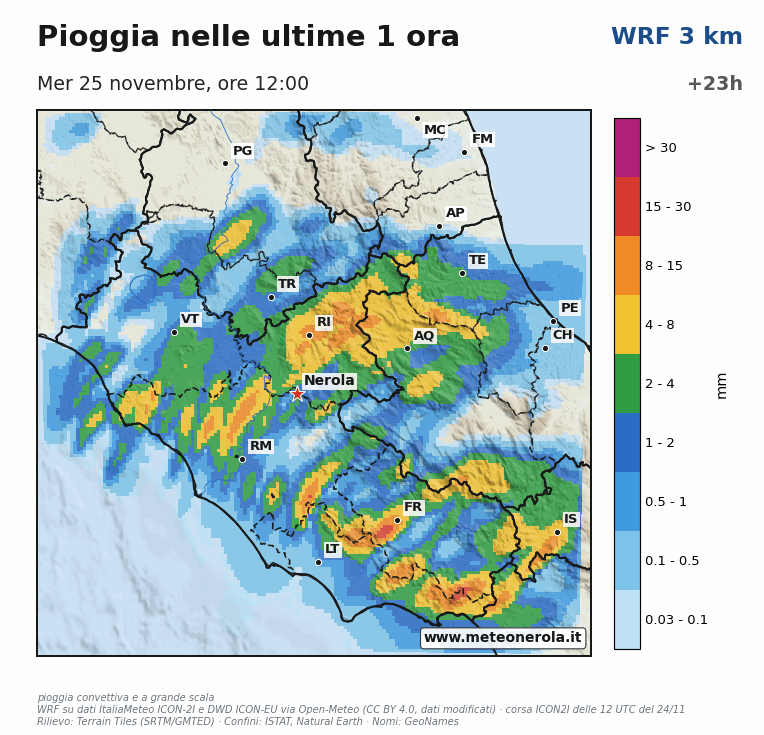 Pioggia nelle ultime 1 ora
WRF 3 km
Mer 25 novembre, ore 12:00
+23h
MC
FM
PG
AP
TE
TR
PE
VT
RI
AQ
CH
Nerola
RM
FR
IS
LT
www.meteonerola.it
> 30
15 - 30
8 - 15
4 - 8
2 - 4
1 - 2
0.5 - 1
0.1 - 0.5
0.03 - 0.1
mm
pioggia convettiva e a grande scala
WRF su dati ItaliaMeteo ICON-2I e DWD ICON-EU via Open-Meteo (CC BY 4.0, dati modificati) · corsa ICON2I delle 12 UTC del 24/11
Rilievo: Terrain Tiles (SRTM/GMTED) · Confini: ISTAT, Natural Earth · Nomi: GeoNames